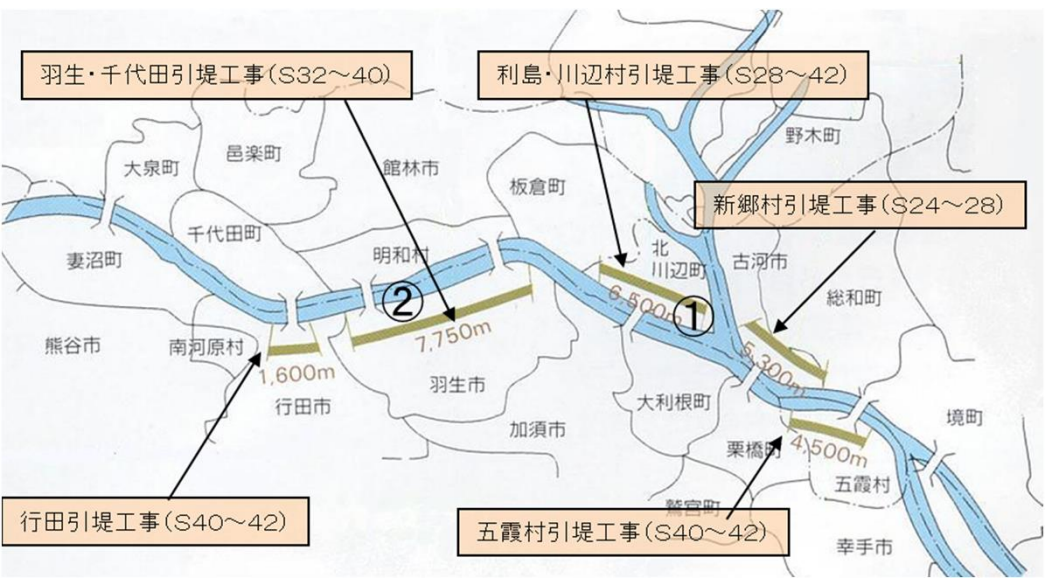 羽生・千代田引堤工事(S32～40)
利島・川辺村引堤工事(S28～42)
野木町
大泉町
邑楽町
館林市
板倉町
新郷村引堤工事(S24～28)
千代田町
妻沼町
明和村
北
川辺町
古河市
総和町
6,500m
①
②
熊谷市
南河原村
7,750m
5,300m
1,600m
羽生市
行田市
大利根町
加須市
境町
栗橋町
4,500m
五霞村
鷲宮町
行田引堤工事(S40～42)
五霞村引堤工事(S40～42)
幸手市